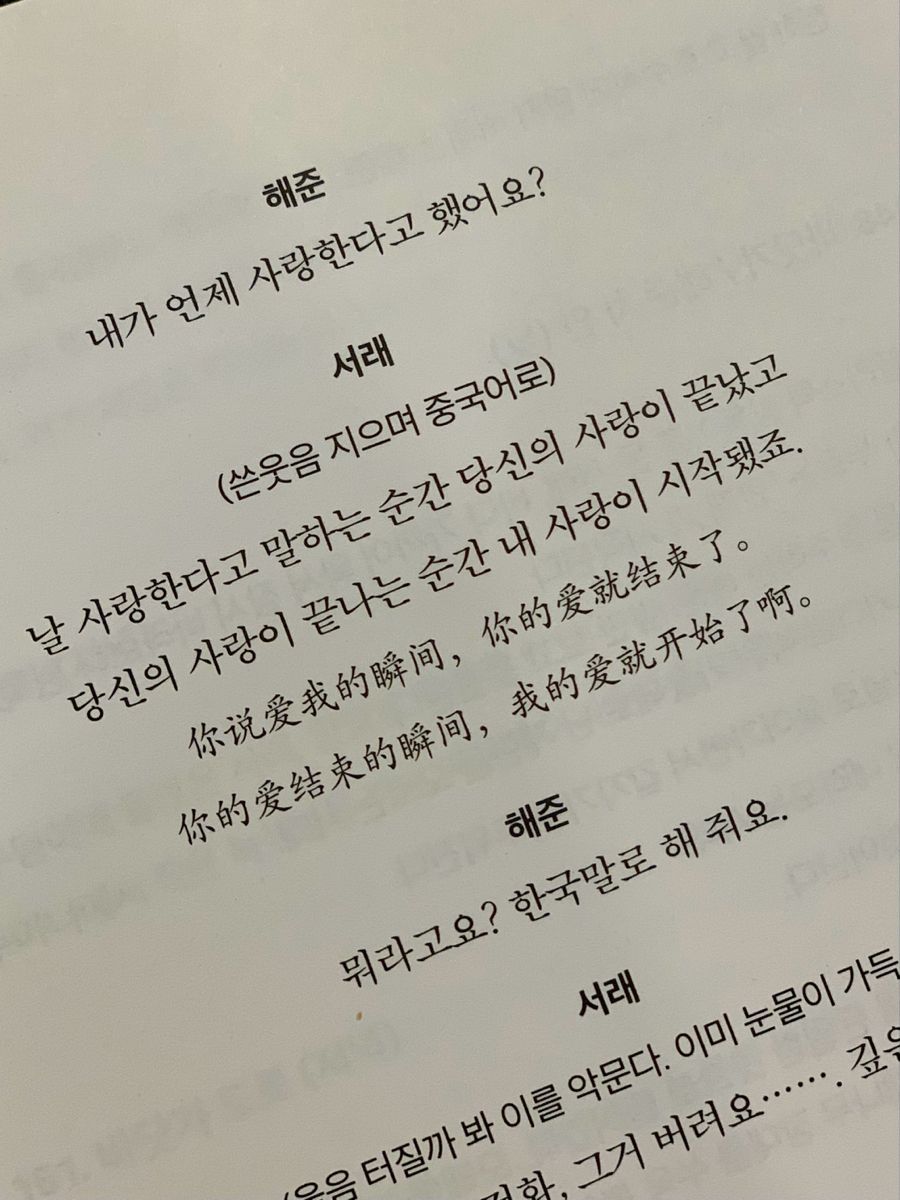 해준
내가 언제 사랑한다고 했어요?
서래
(쓴웃음 지으며 중국어로)
날 사랑한다고 말하는 순간 당신의 사랑이 끝났고
당신의 사랑이 끝나는 순간 내 사랑이 시작됐죠.
你说爱我的瞬间，你的爱就结束了。
你的爱结束的瞬间，我的爱就开始了啊。
해준
뭐라고요? 한국말로 해 줘요.
서래
(울음 터질까 봐 이를 악문다. 이미 눈물이 가득
그거 버려요……. 깊은